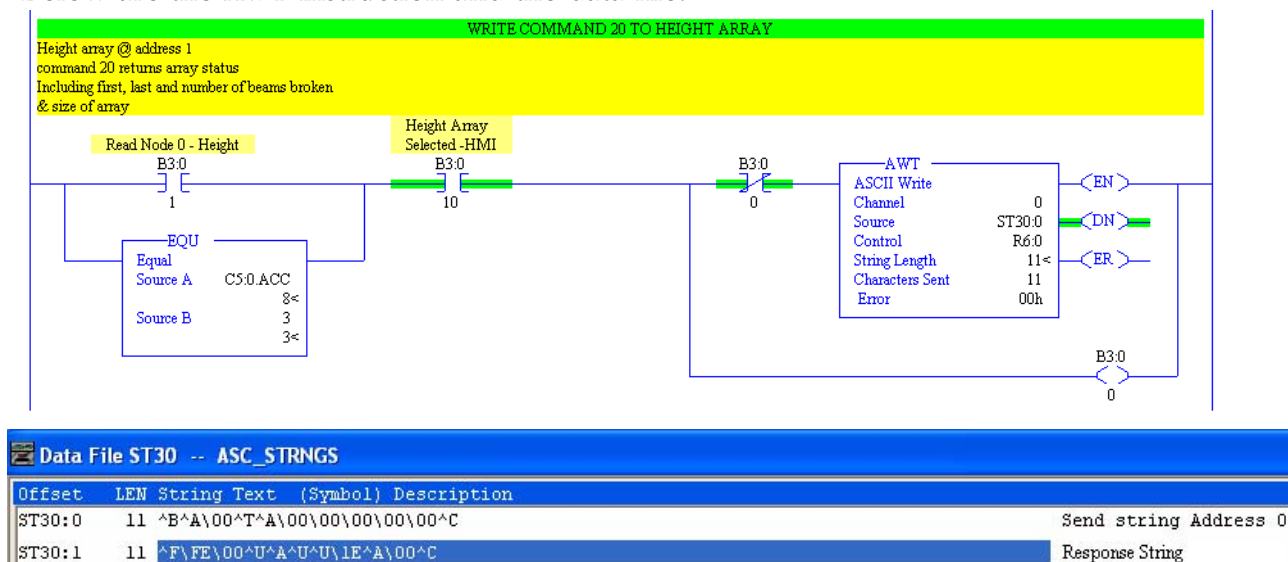 WRITE COMMAND 20 TO HEIGHT ARRAY
Height array @ address 1
command 20 returns array status
Including first, last and number of beams broken
& size of array
Read Node 0 - Height
B3:0
1
Height Array
Selected -HMI
B3:0
10
B3:0
0
EQU
Equal
Source A C5:0.ACC
8<
Source B 3
3<
AWT
ASCII Write
Channel 0
Source ST30:0
Control R6:0
String Length 11<
Characters Sent 11
Error 00h
EN
DN
ER
B3:0
0
Data File ST30 -- ASC_STRNGS
Offset LEN String Text (Symbol) Description
ST30:0 11 ^B^A\00^T^A\00\00\00\00\00^C Send string Address 0
ST30:1 11 ^F\FE\00^U^A^U^U\1E^A\00^C Response String